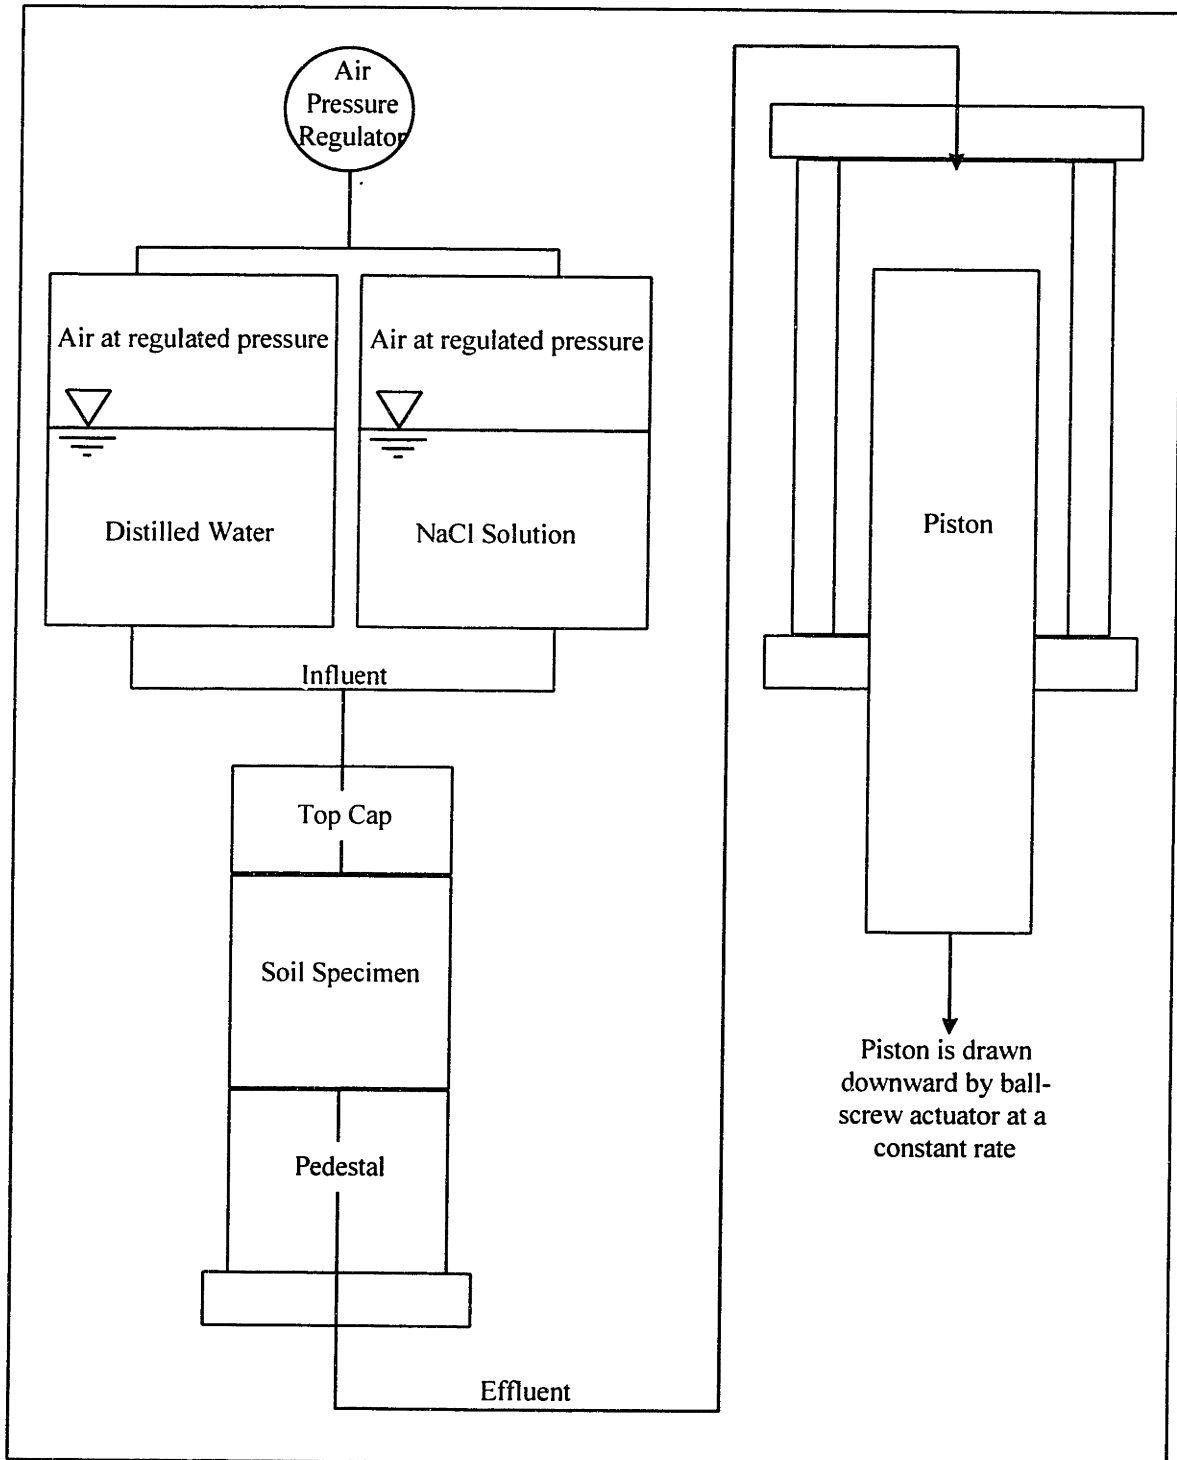 Air
Pressure
Regulator
Air at regulated pressure
Air at regulated pressure
Distilled Water
NaCl Solution
Influent
Top Cap
Soil Specimen
Pedestal
Effluent
Piston
Piston is drawn
downward by ball-
screw actuator at a
constant rate